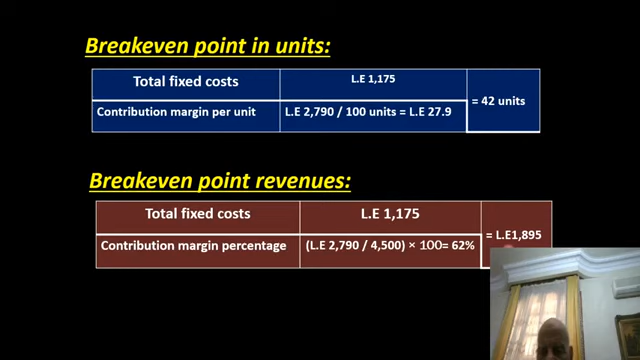 Breakeven point in units:
Total fixed costs
L.E 1,175
= 42 units
Contribution margin per unit
L.E 2,790 / 100 units = L.E 27.9
Breakeven point revenues:
Total fixed costs
L.E 1,175
= L.E1,895
Contribution margin percentage
(L.E 2,790 / 4,500) × 100= 62%